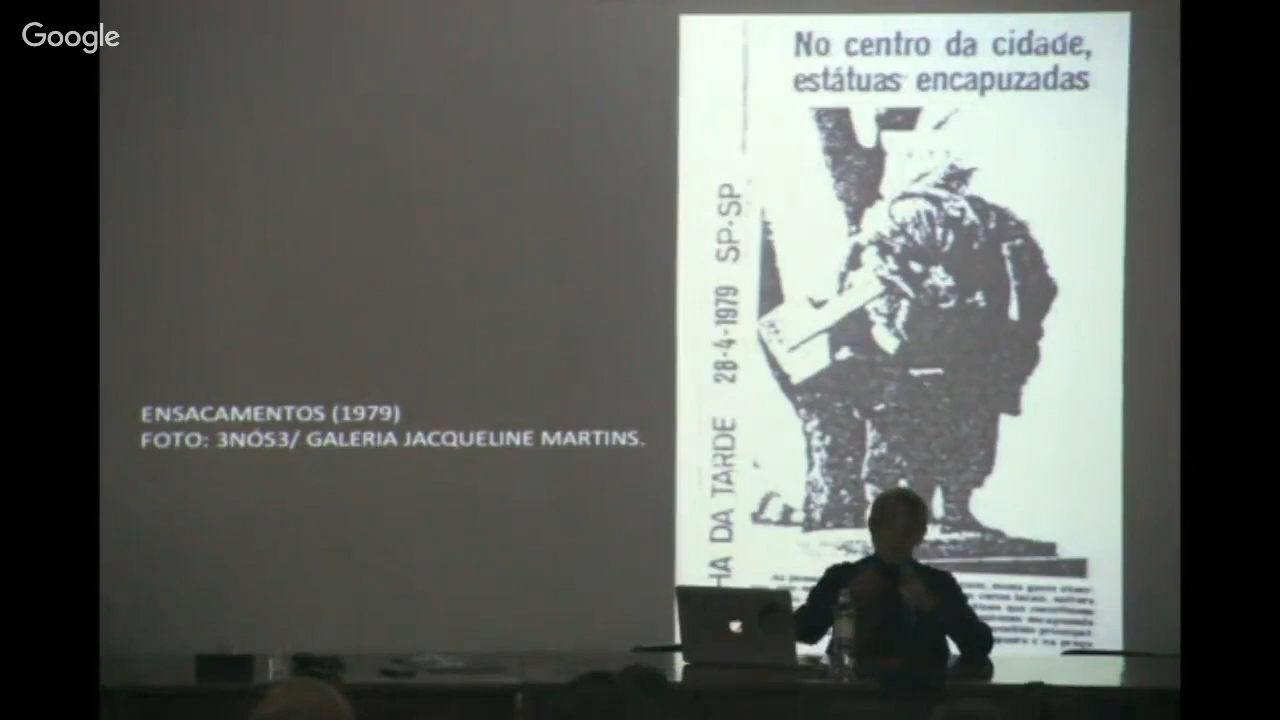 Google
No centro da cidade,
estátuas encapuzadas
HA DA TARDE 28-4-1979 SP-SP
ENSACAMENTOS (1979)
FOTO: 3NÓS3/ GALERIA JACQUELINE MARTINS.